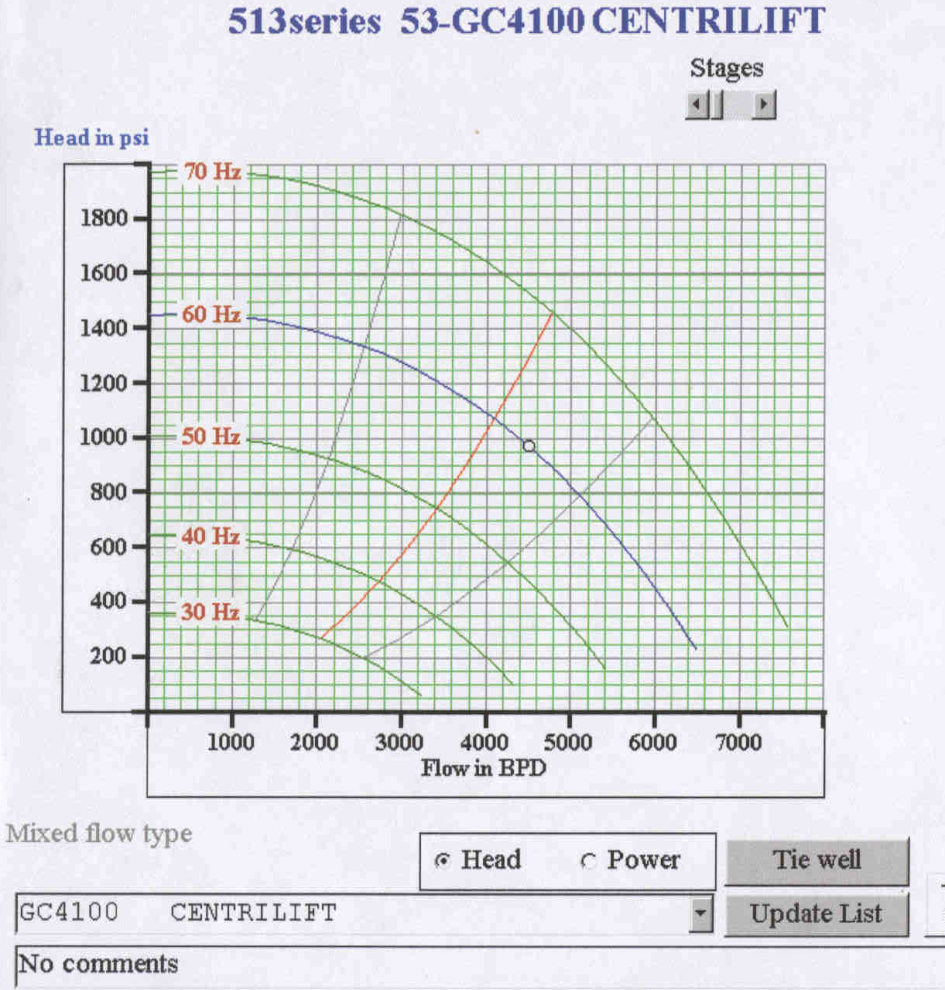 513series 53-GC4100 CENTRILIFT
Stages
Head in psi
70 Hz
1800
1600
60 Hz
1400
1200
1000
50 Hz
800
600
40 Hz
400
30 Hz
200
1000 2000 3000 4000 5000 6000 7000
Flow in BPD
Mixed flow type
Head Power
Tie well
GC4100 CENTRILIFT
Update List
No comments